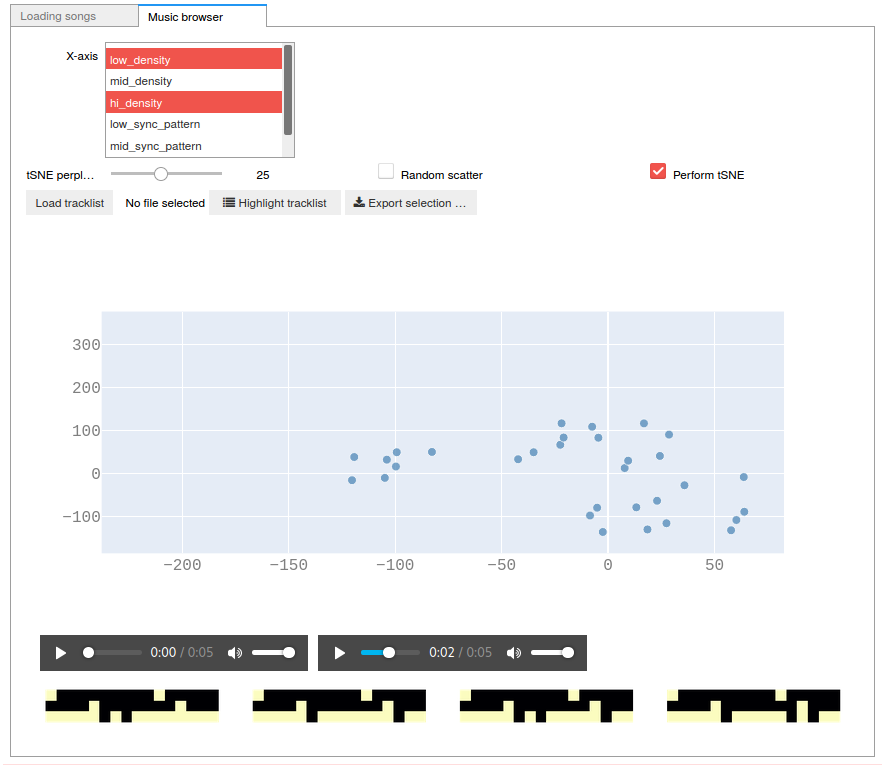 Loading songs Music browser
X-axis
low_density
mid_density
hi_density
low_sync_pattern
mid_sync_pattern
tSNE perpl… 25 Random scatter Perform tSNE
Load tracklist No file selected Highlight tracklist Export selection …
300
200
100
0
−100
−200 −150 −100 −50 0 50
0:00 / 0:05 0:02 / 0:05